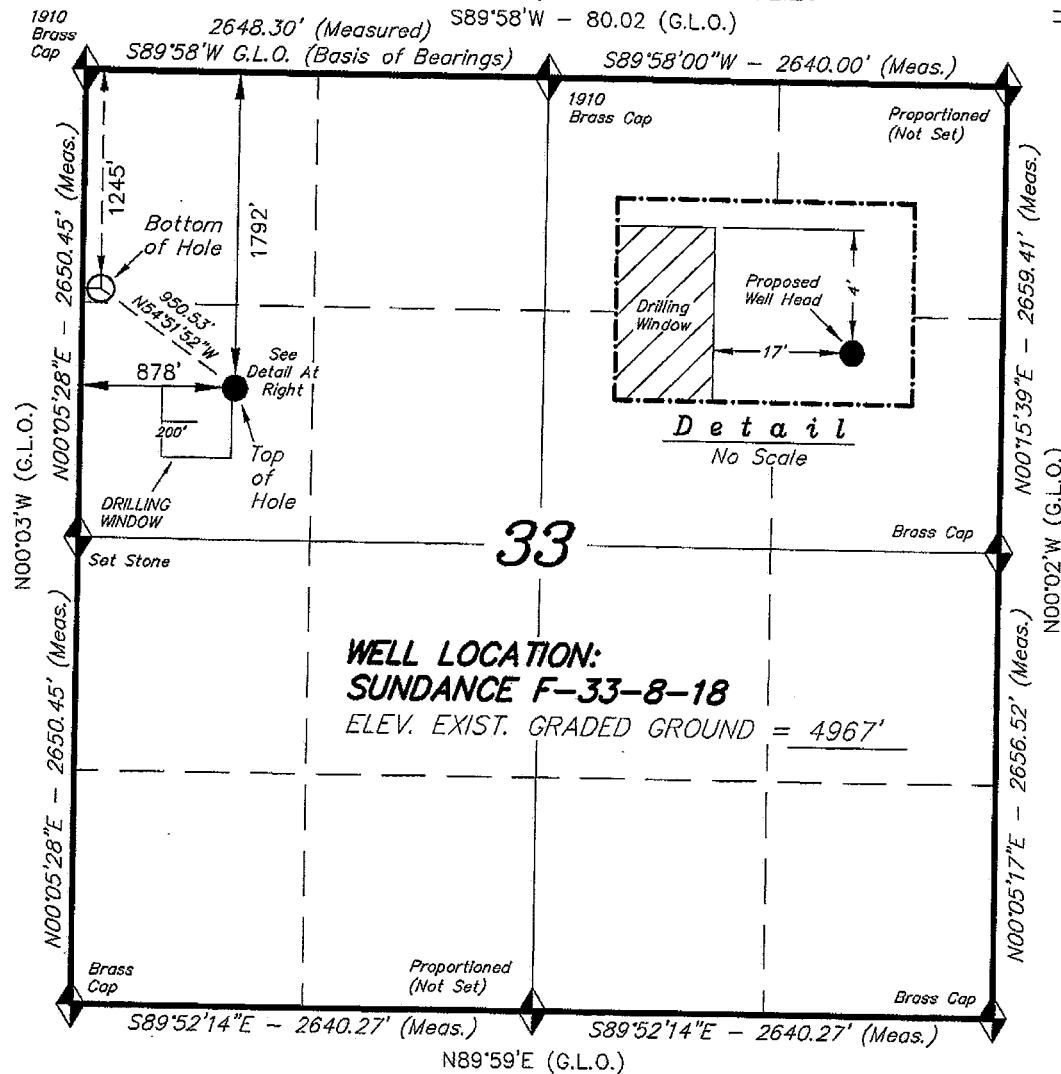 S89°58'W - 80.02 (G.L.O.)
1910
Brass
Cap
2648.30' (Measured)
S89°58'W G.L.O. (Basis of Bearings)
S89°58'00"W - 2640.00' (Meas.)
1910
Brass Cap
Proportioned
(Not Set)
N00°03'W (G.L.O.)
N00°05'28"E - 2650.45' (Meas.)
1245'
1792'
Bottom
of Hole
950.53'
N54°51'52"W
878'
See
Detail At
Right
200'
Top
of
Hole
DRILLING
WINDOW
Drilling
Window
Proposed
Well Head
4'
17'
Detail
No Scale
N00°15'39"E - 2659.41' (Meas.)
N00°02'W (G.L.O.)
Set Stone
33
Brass Cap
WELL LOCATION:
SUNDANCE F-33-8-18
ELEV. EXIST. GRADED GROUND = 4967'
N00°05'28"E - 2650.45' (Meas.)
N00°05'17"E - 2656.52' (Meas.)
Brass
Cap
Proportioned
(Not Set)
Brass Cap
S89°52'14"E - 2640.27' (Meas.)
S89°52'14"E - 2640.27' (Meas.)
N89°59'E (G.L.O.)